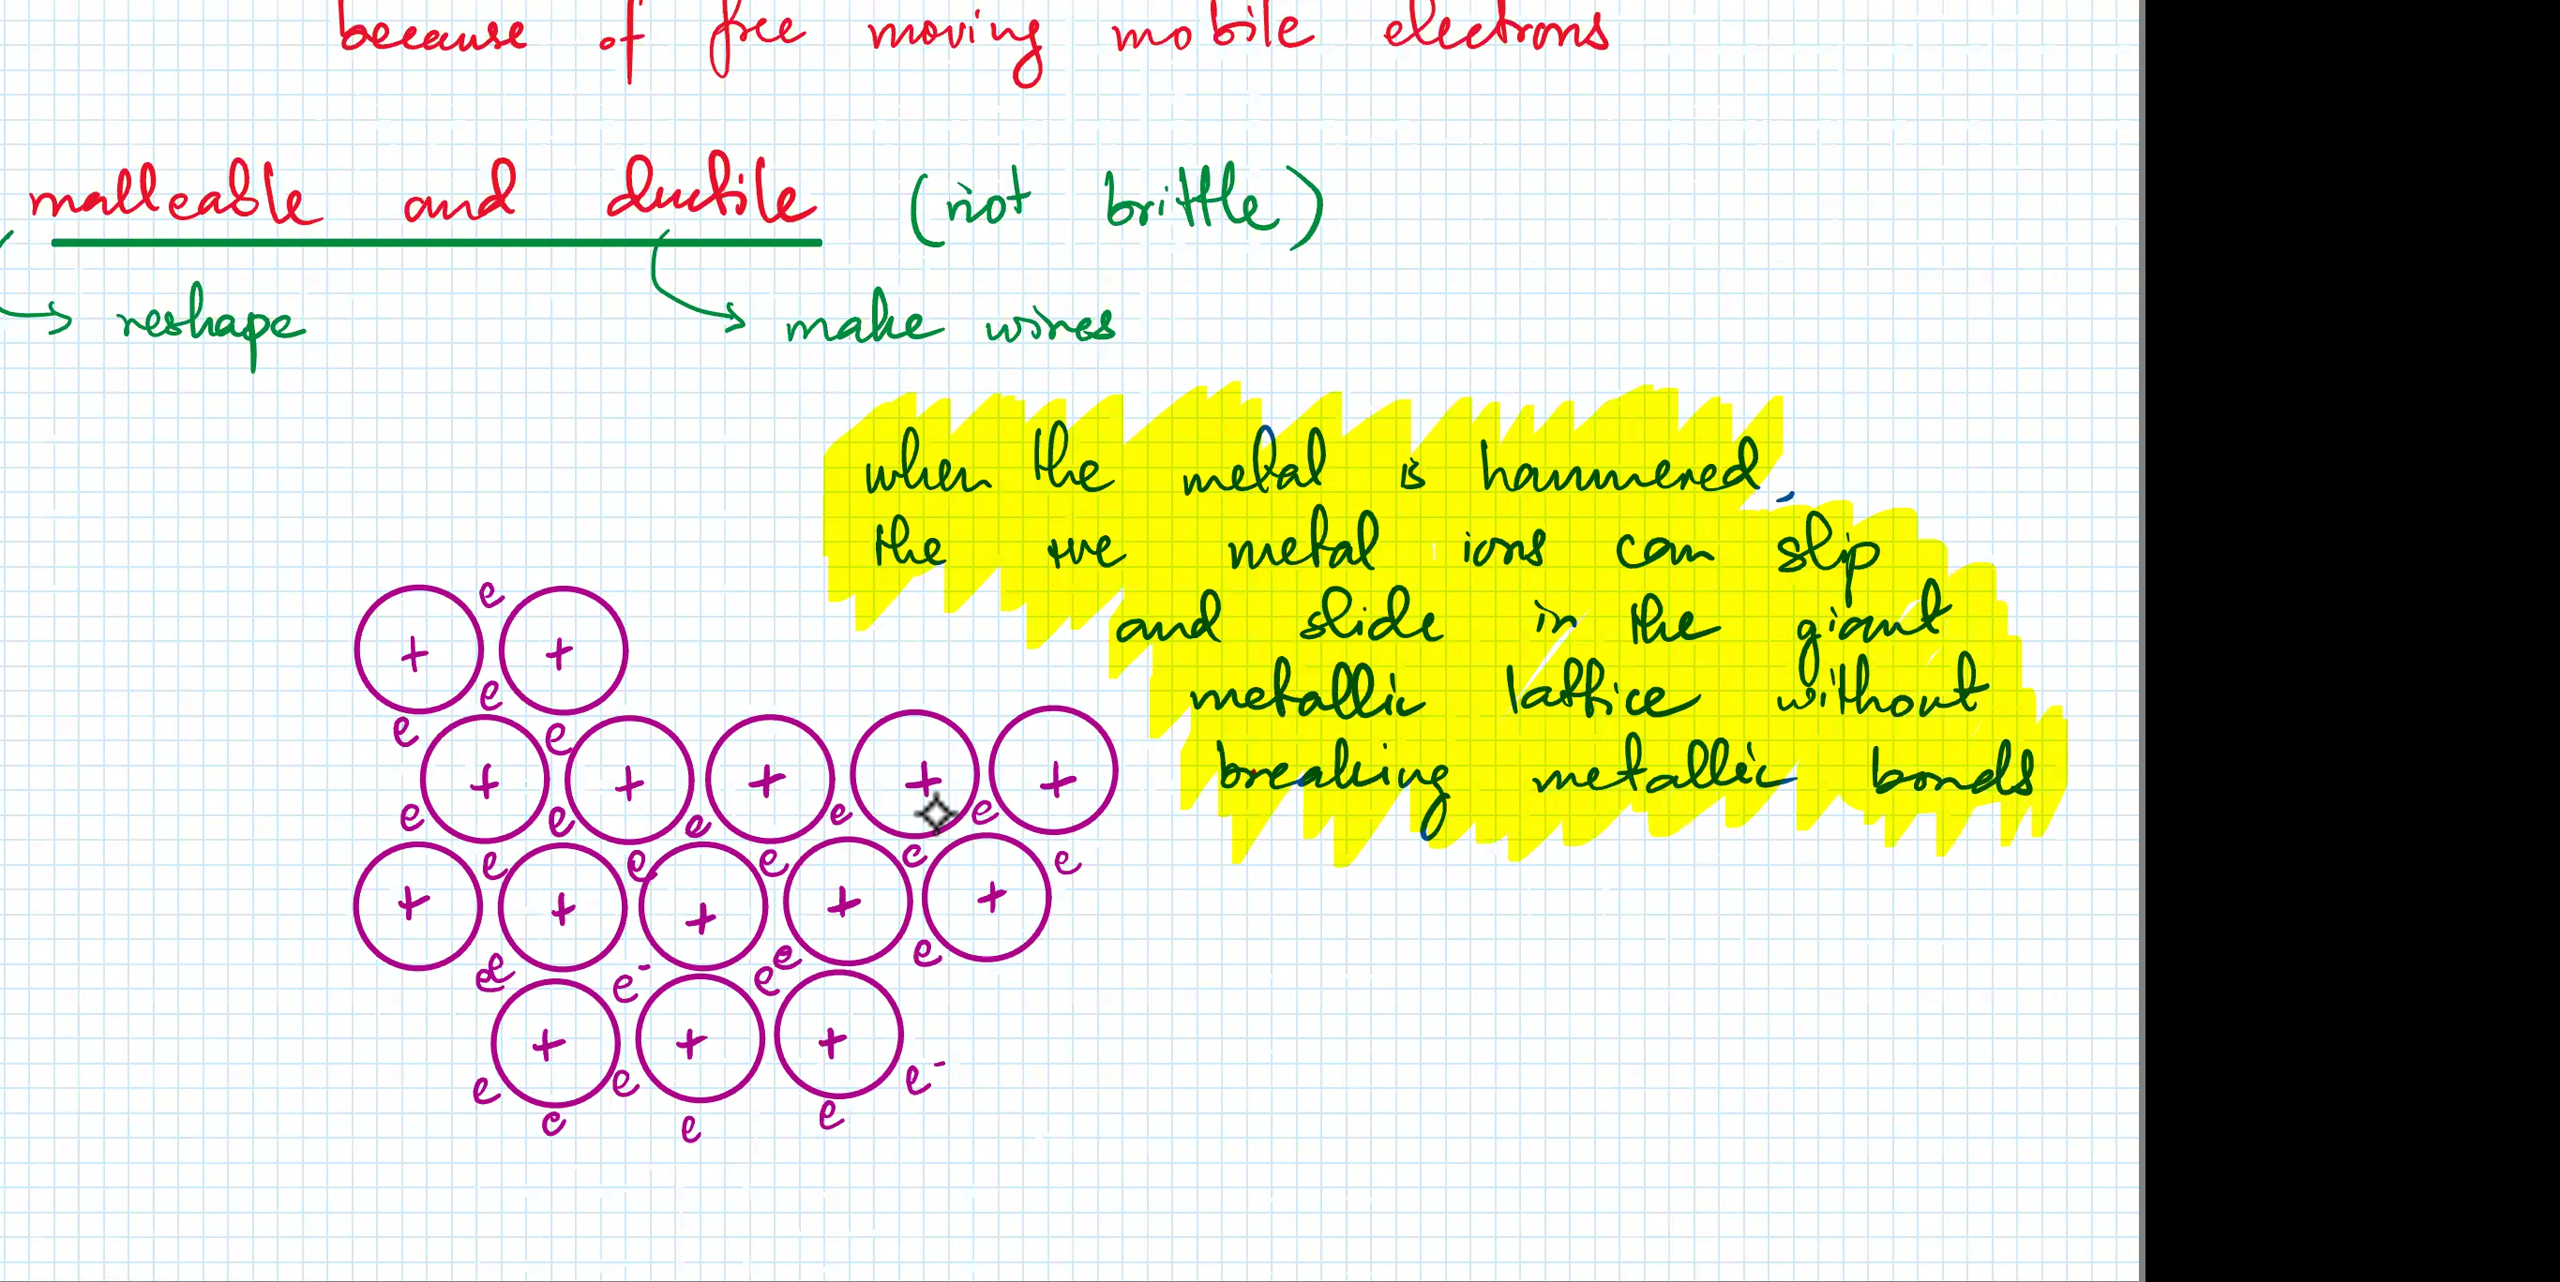 because of free moving mobile electrons
malleable and ductile (not brittle)
→ reshape → make wires
when the metal is hammered,
the +ve metal ions can slip
and slide in the giant
metallic lattice without
breaking metallic bonds
e
+ +
e
e e
+ + + + +
e e e e e
e e e e e
+ + + + +
e e⁻ e e e
+ + +
e e e⁻
e e e